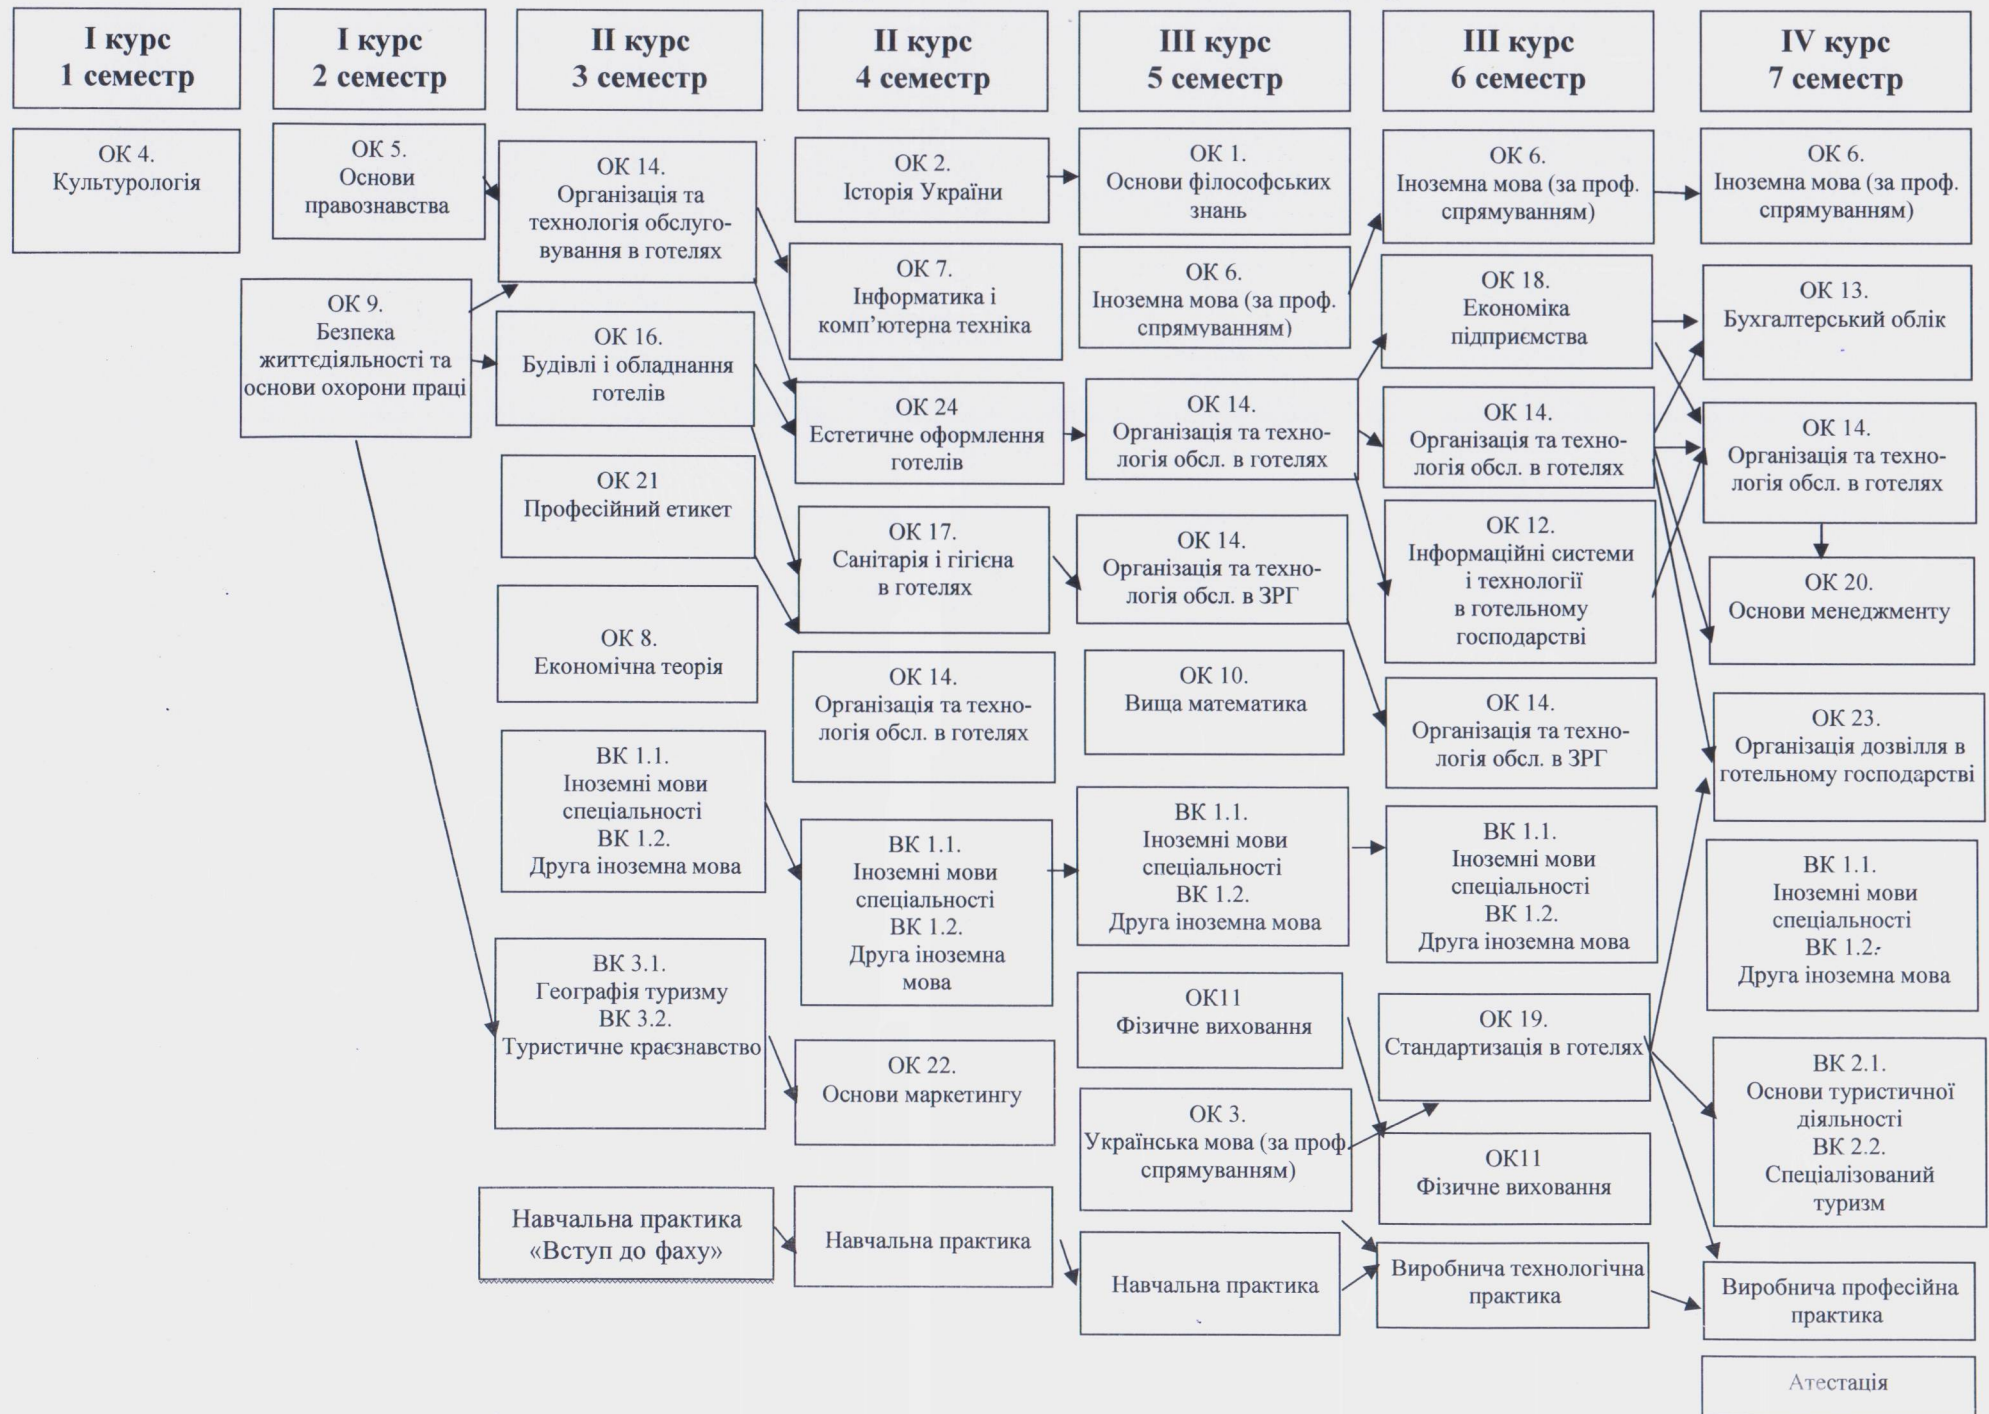 І курс
1 семестр
І курс
2 семестр
ІІ курс
3 семестр
ІІ курс
4 семестр
ІІІ курс
5 семестр
ІІІ курс
6 семестр
IV курс
7 семестр
ОК 4.
Культурологія
ОК 5.
Основи
правознавства
ОК 9.
Безпека
життєдіяльності та
основи охорони праці
ОК 14.
Організація та
технологія обслуго-
вування в готелях
ОК 16.
Будівлі і обладнання
готелів
ОК 21
Професійний етикет
ОК 8.
Економічна теорія
ВК 1.1.
Іноземні мови
спеціальності
ВК 1.2.
Друга іноземна мова
ВК 3.1.
Географія туризму
ВК 3.2.
Туристичне краєзнавство
Навчальна практика
«Вступ до фаху»
ОК 2.
Історія України
ОК 7.
Інформатика і
комп’ютерна техніка
ОК 24
Естетичне оформлення
готелів
ОК 17.
Санітарія і гігієна
в готелях
ОК 14.
Організація та техно-
логія обсл. в готелях
ВК 1.1.
Іноземні мови
спеціальності
ВК 1.2.
Друга іноземна
мова
ОК 22.
Основи маркетингу
Навчальна практика
ОК 1.
Основи філософських
знань
ОК 6.
Іноземна мова (за проф.
спрямуванням)
ОК 14.
Організація та техно-
логія обсл. в готелях
ОК 14.
Організація та техно-
логія обсл. в ЗРГ
ОК 10.
Вища математика
ВК 1.1.
Іноземні мови
спеціальності
ВК 1.2.
Друга іноземна мова
ОК11
Фізичне виховання
ОК 3.
Українська мова (за проф.
спрямуванням)
Навчальна практика
ОК 6.
Іноземна мова (за проф.
спрямуванням)
ОК 18.
Економіка
підприємства
ОК 14.
Організація та техно-
логія обсл. в готелях
ОК 12.
Інформаційні системи
і технології
в готельному
господарстві
ОК 14.
Організація та техно-
логія обсл. в ЗРГ
ВК 1.1.
Іноземні мови
спеціальності
ВК 1.2.
Друга іноземна мова
ОК 19.
Стандартизація в готелях
ОК11
Фізичне виховання
Виробнича технологічна
практика
ОК 6.
Іноземна мова (за проф.
спрямуванням)
ОК 13.
Бухгалтерський облік
ОК 14.
Організація та техно-
логія обсл. в готелях
ОК 20.
Основи менеджменту
ОК 23.
Організація дозвілля в
готельному господарстві
ВК 1.1.
Іноземні мови
спеціальності
ВК 1.2.
Друга іноземна мова
ВК 2.1.
Основи туристичної
діяльності
ВК 2.2.
Спеціалізований
туризм
Виробнича професійна
практика
Атестація